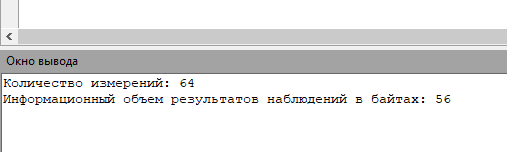 Окно вывода
Количество измерений: 64
Информационный объем результатов наблюдений в байтах: 56